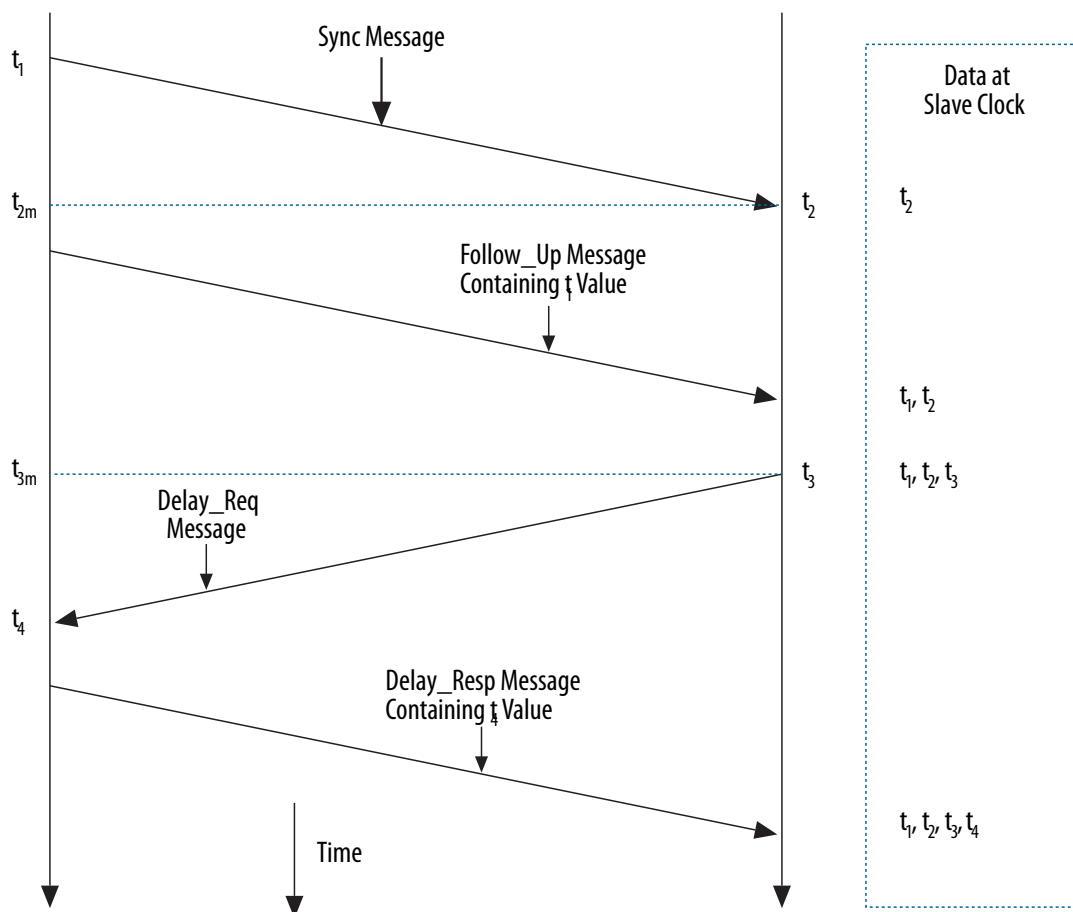 Sync Message
t1
Data at
Slave Clock
t2m
t2
t2
Follow_Up Message
Containing t1 Value
t1, t2
t3m
t3
t1, t2, t3
Delay_Req
Message
t4
Delay_Resp Message
Containing t4 Value
t1, t2, t3, t4
Time